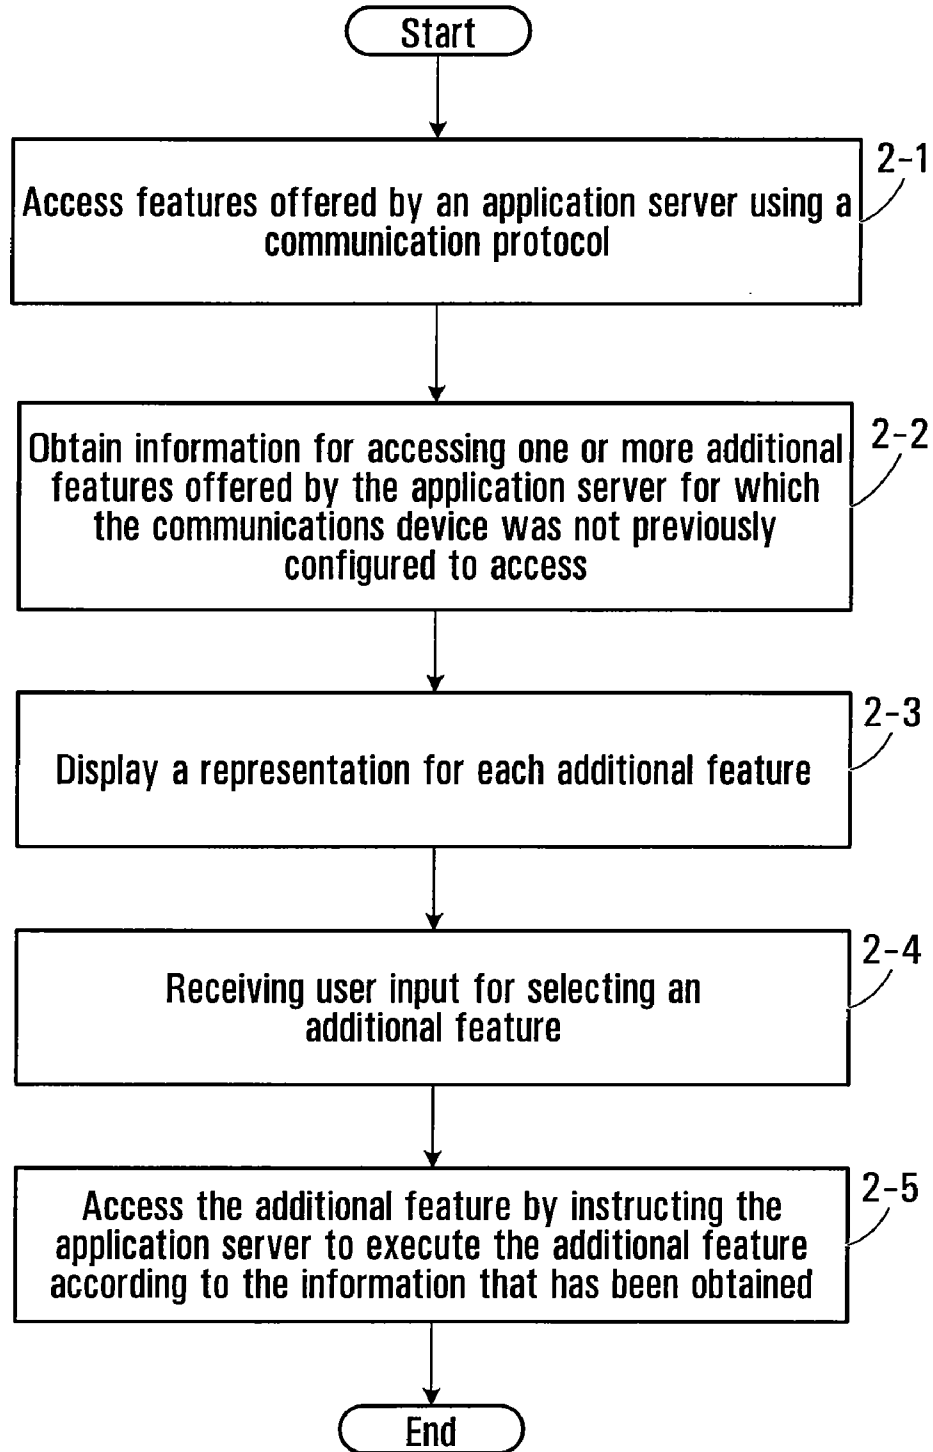 Start
2-1
Access features offered by an application server using a
communication protocol
2-2
Obtain information for accessing one or more additional
features offered by the application server for which
the communications device was not previously
configured to access
2-3
Display a representation for each additional feature
2-4
Receiving user input for selecting an
additional feature
2-5
Access the additional feature by instructing the
application server to execute the additional feature
according to the information that has been obtained
End